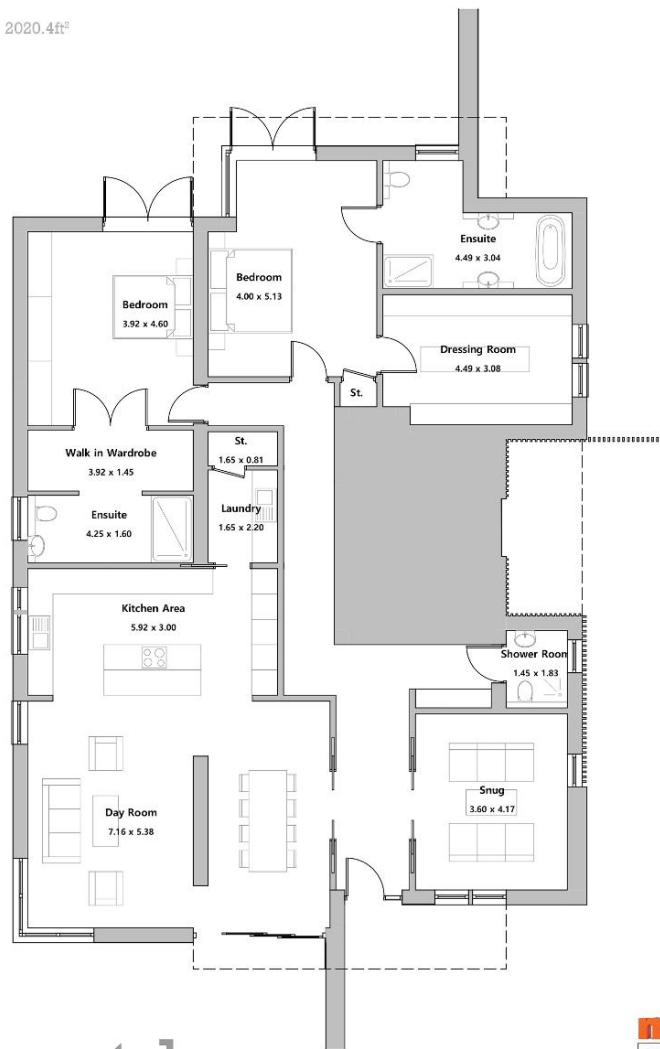 2020.4ft²
Ensuite
4.49 x 3.04
Bedroom
4.00 x 5.13
Bedroom
3.92 x 4.60
Dressing Room
4.49 x 3.08
St.
St.
1.65 x 0.81
Walk in Wardrobe
3.92 x 1.45
Laundry
1.65 x 2.20
Ensuite
4.25 x 1.60
Kitchen Area
5.92 x 3.00
Shower Room
1.45 x 1.83
Snug
3.60 x 4.17
Day Room
7.16 x 5.38